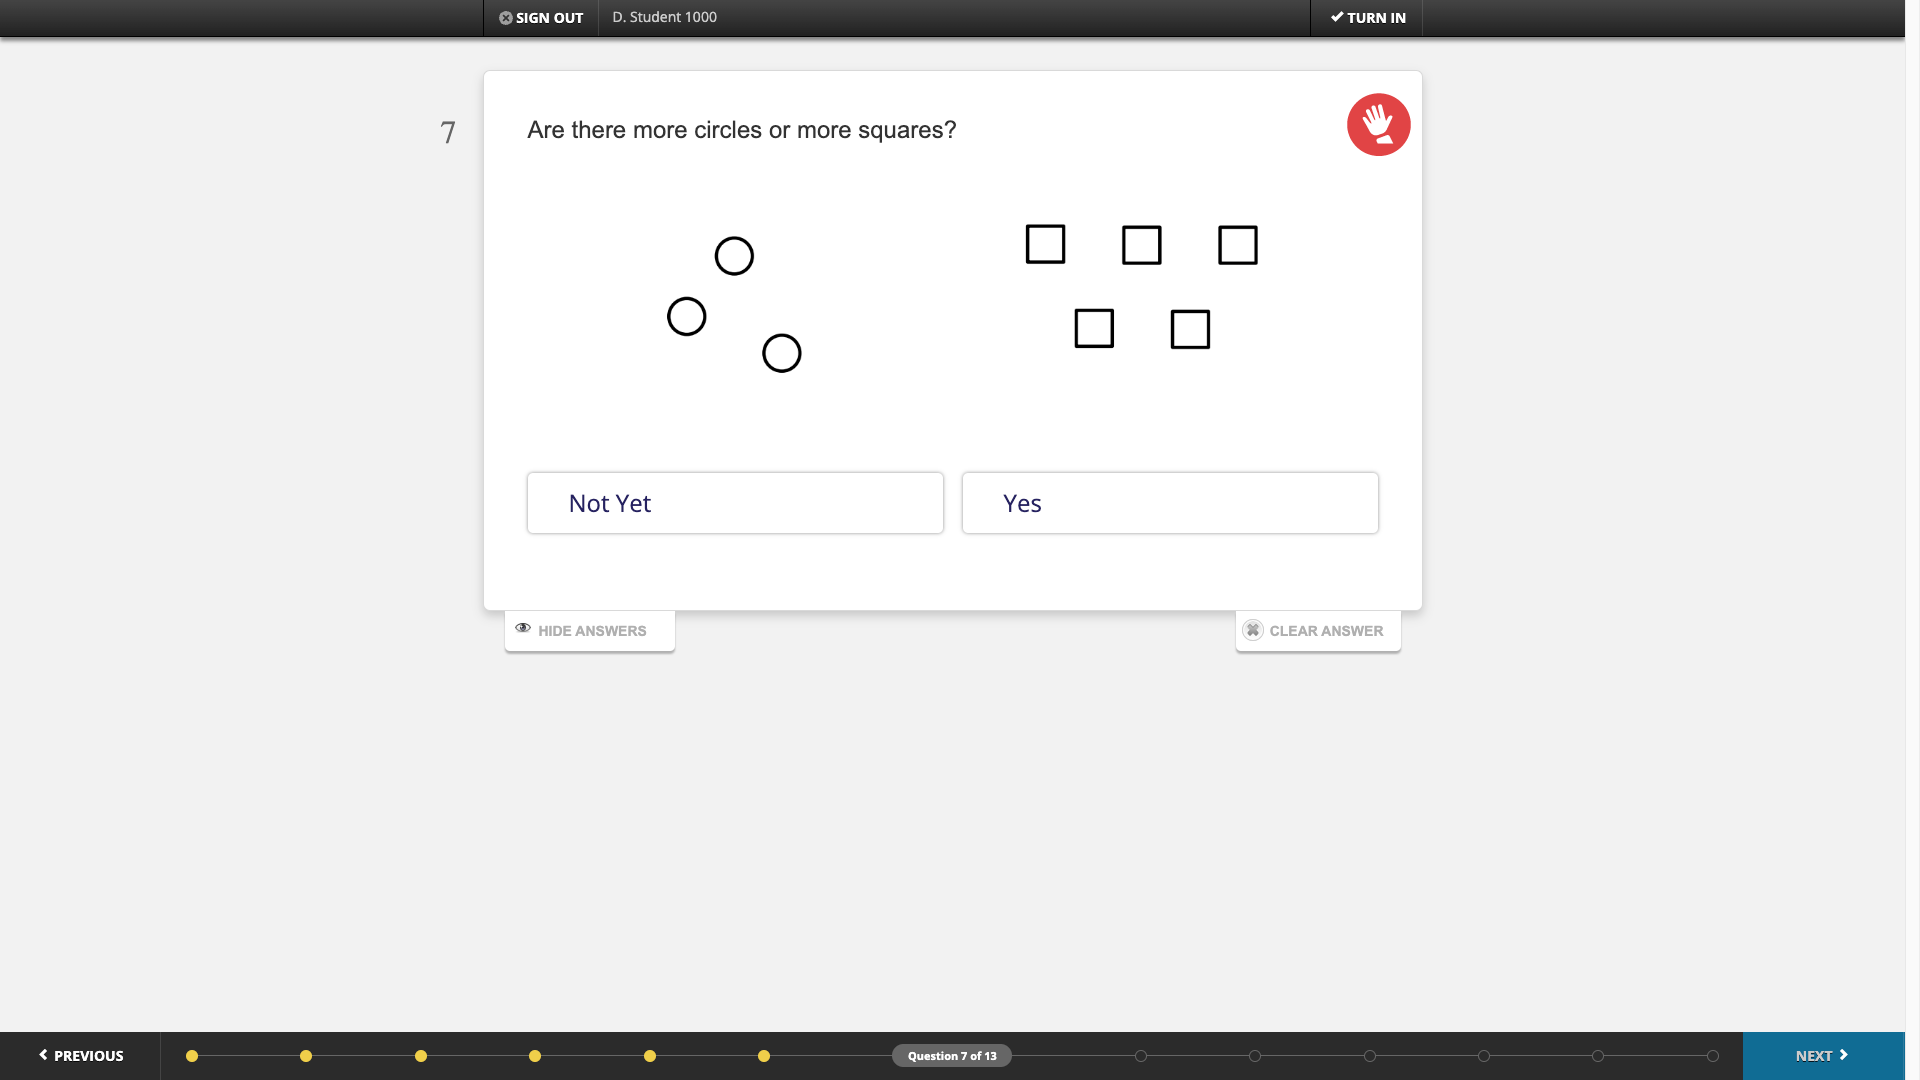 SIGN OUT
D. Student 1000
TURN IN
7
Are there more circles or more squares?
Not Yet
Yes
HIDE ANSWERS
CLEAR ANSWER
PREVIOUS
Question 7 of 13
NEXT